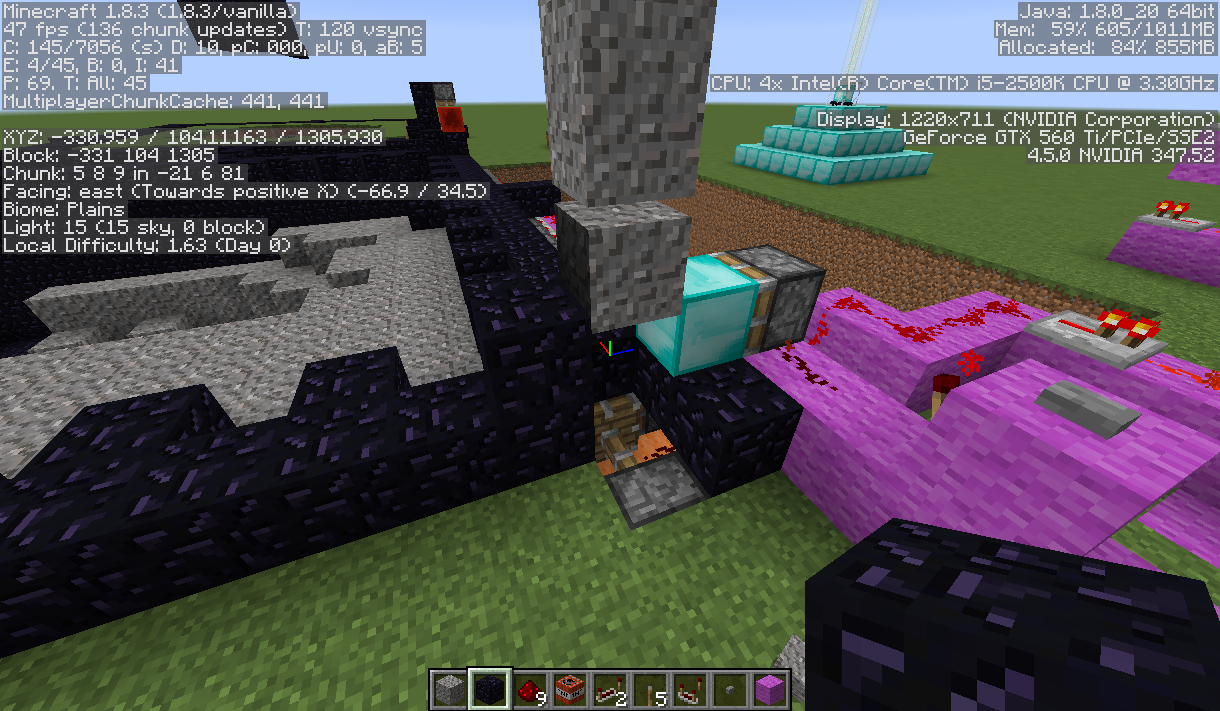 Minecraft 1.8.3 (1.8.3/vanilla)
47 fps (136 chunk updates) T: 120 vsync
C: 145/7056 (s) D: 10, pC: 000, pU: 0, aB: 5
E: 4/45, B: 0, I: 41
P: 69. T: All: 45
MultiplayerChunkCache: 441, 441
XYZ: -330.959 / 104.11163 / 1305.930
Block: -331 104 1305
Chunk: 5 8 9 in -21 6 81
Facing: east (Towards positive X) (-66.9 / 34.5)
Biome: Plains
Light: 15 (15 sky, 0 block)
Local Difficulty: 1.63 (Day 0)
Java: 1.8.0_20 64bit
Mem: 59% 605/1011MB
Allocated: 84% 855MB
CPU: 4x Intel(R) Core(TM) i5-2500K CPU @ 3.30GHz
Display: 1220x711 (NVIDIA Corporation)
GeForce GTX 560 Ti/PCIe/SSE2
4.5.0 NVIDIA 347.52
9
2
5